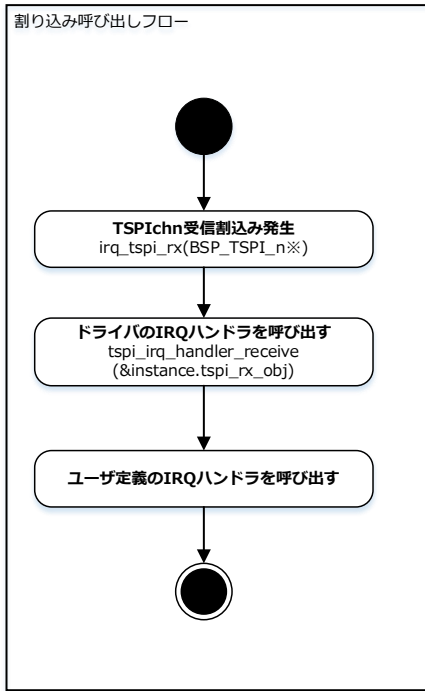 割り込み呼び出しフロー
TSPIchn受信割込み発生
irq_tspi_rx(BSP_TSPI_n※)
ドライバのIRQハンドラを呼び出す
tspi_irq_handler_receive
(&instance.tspi_rx_obj)
ユーザ定義のIRQハンドラを呼び出す